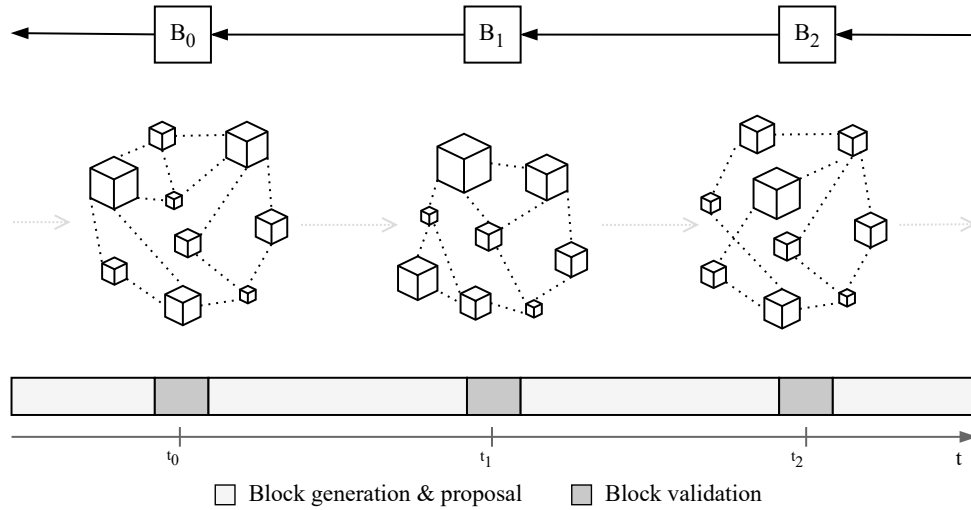 B0 B1 B2
t0 t1 t2 t
Block generation & proposal Block validation